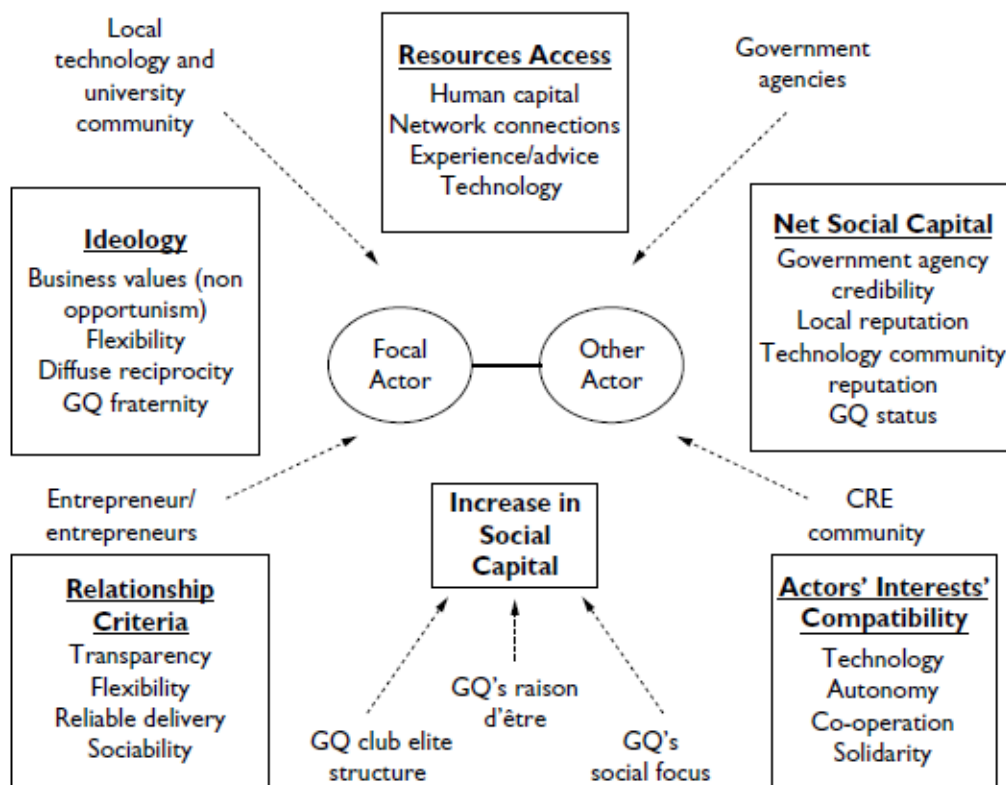 Local
technology and
university
community
Resources Access
Human capital
Network connections
Experience/advice
Technology
Government
agencies
Ideology
Business values (non
opportunism)
Flexibility
Diffuse reciprocity
GQ fraternity
Focal
Actor
Other
Actor
Net Social Capital
Government agency
credibility
Local reputation
Technology community
reputation
GQ status
Entrepreneur/
entrepreneurs
Increase in
Social
Capital
CRE
community
Relationship
Criteria
Transparency
Flexibility
Reliable delivery
Sociability
GQ club elite
structure
GQ's raison
d'être
GQ's
social focus
Actors' Interests'
Compatibility
Technology
Autonomy
Co-operation
Solidarity